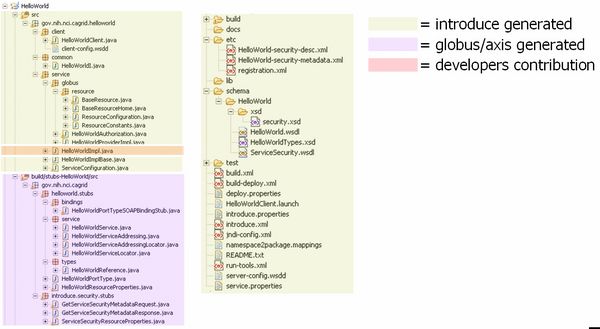 HelloWorld
src
gov.nih.nci.cagrid.helloworld
client
HelloWorldClient.java
client-config.wsdd
common
HelloWorldI.java
service
globus
resource
BaseResource.java
BaseResourceHome.java
ResourceConfiguration.java
ResourceConstants.java
HelloWorldAuthorization.java
HelloWorldProviderImpl.java
HelloWorldImpl.java
HelloWorldImplBase.java
ServiceConfiguration.java
build/stubs-HelloWorld/src
gov.nih.nci.cagrid
helloworld.stubs
bindings
HelloWorldPortTypeSOAPBindingStub.java
service
HelloWorldService.java
HelloWorldServiceAddressing.java
HelloWorldServiceAddressingLocator.java
HelloWorldServiceLocator.java
types
HelloWorldReference.java
HelloWorldPortType.java
HelloWorldResourceProperties.java
introduce.security.stubs
GetServiceSecurityMetadataRequest.java
GetServiceSecurityMetadataResponse.java
ServiceSecurityResourceProperties.java
build
docs
etc
HelloWorld-security-desc.xml
HelloWorld-security-metadata.xml
registration.xml
lib
schema
HelloWorld
xsd
security.xsd
HelloWorld.wsdl
HelloWorldTypes.xsd
ServiceSecurity.wsdl
test
build.xml
build-deploy.xml
deploy.properties
HelloWorldClient.launch
introduce.properties
introduce.xml
jndi-config.xml
namespace2package.mappings
README.txt
run-tools.xml
server-config.wsdd
service.properties
= introduce generated
= globus/axis generated
= developers contribution